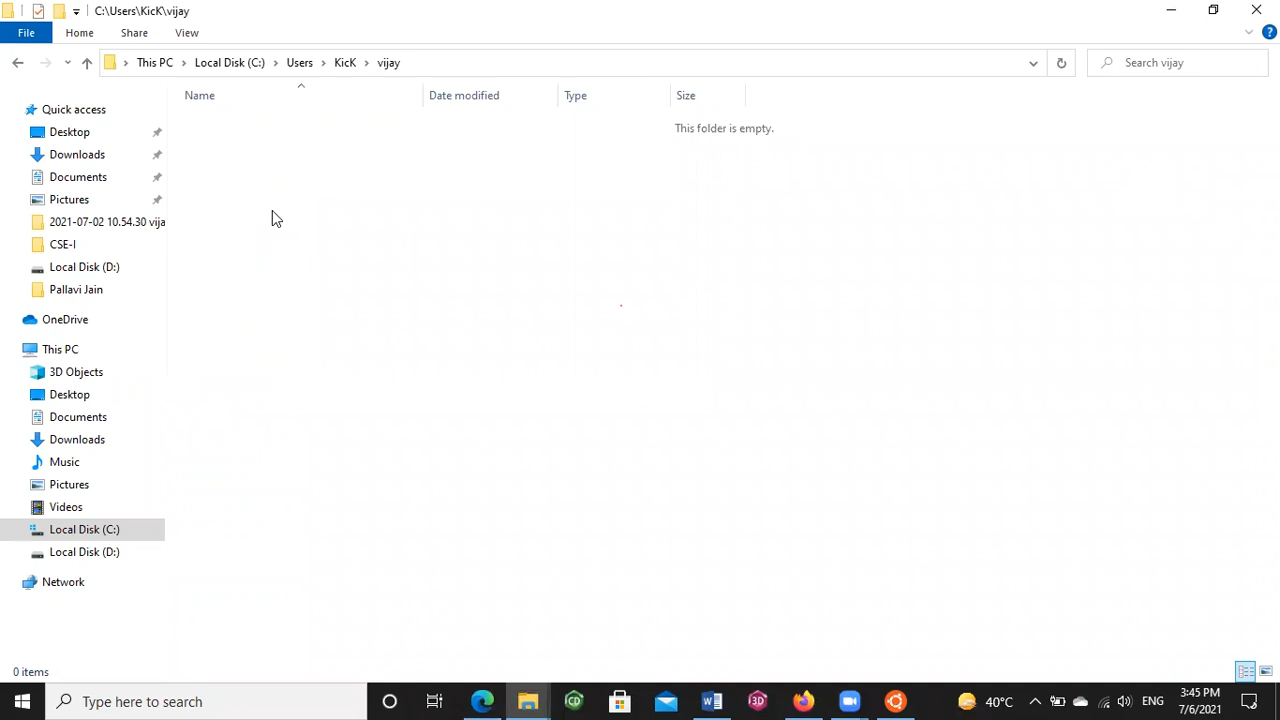 C:\Users\KicK\vijay
File Home Share View
This PC Local Disk (C:) Users KicK vijay
Search vijay
Name Date modified Type Size
This folder is empty.
Quick access
Desktop
Downloads
Documents
Pictures
2021-07-02 10.54.30 vija
CSE-I
Local Disk (D:)
Pallavi Jain
OneDrive
This PC
3D Objects
Desktop
Documents
Downloads
Music
Pictures
Videos
Local Disk (C:)
Local Disk (D:)
Network
0 items
Type here to search
40°C
ENG
3:45 PM
7/6/2021